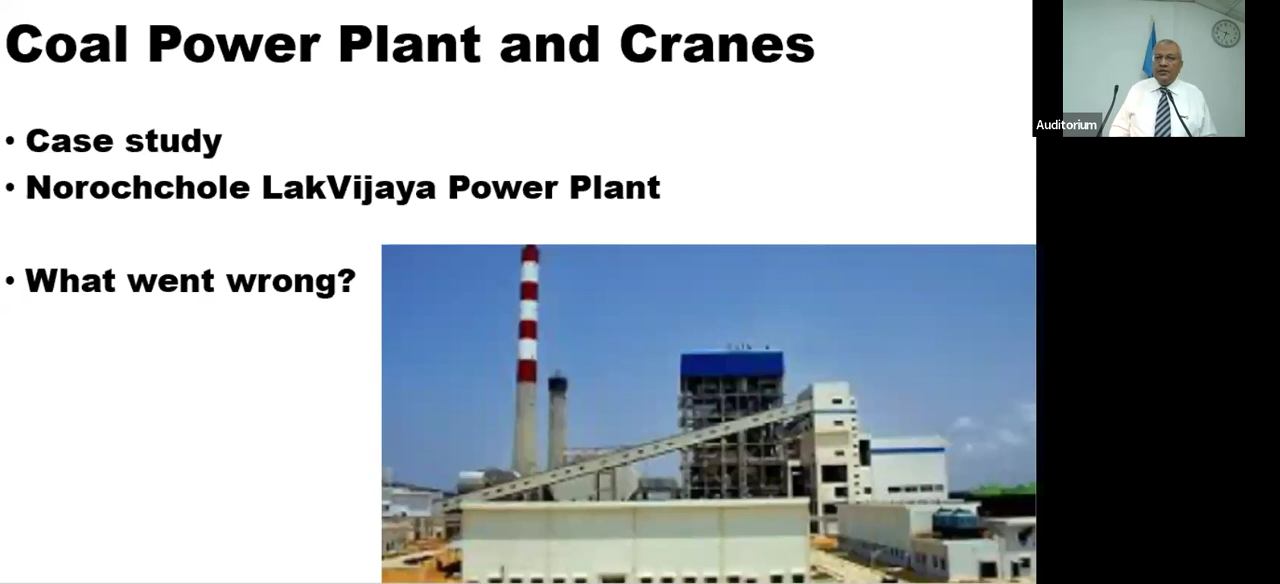 Coal Power Plant and Cranes
• Case study
• Norochchole LakVijaya Power Plant
• What went wrong?
Auditorium